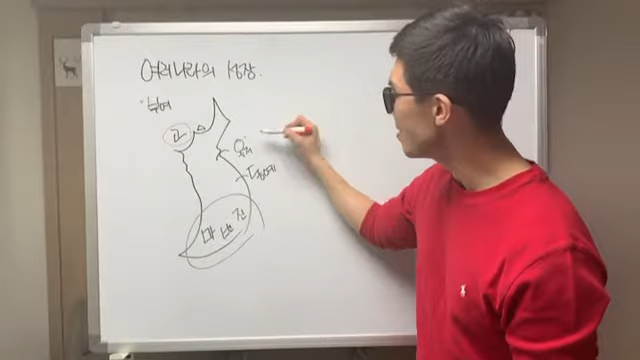 여러나라의 성장.
·부여
고
옥저
동예
마 변 진